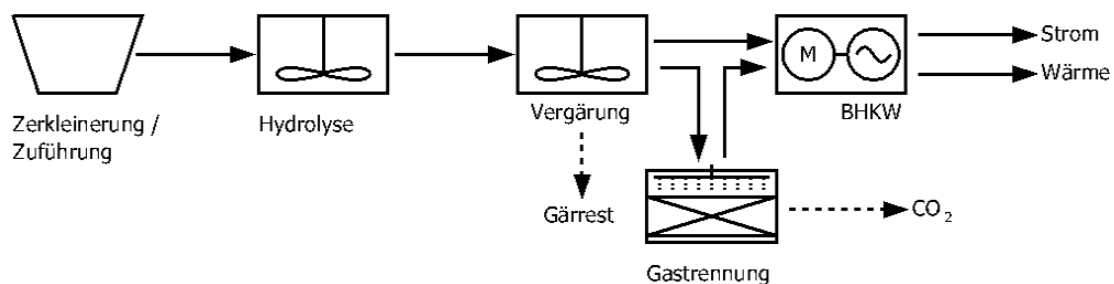 Zerkleinerung /
Zuführung
Hydrolyse
Vergärung
M
BHKW
Strom
Wärme
Gärrest
Gastrennung
CO₂